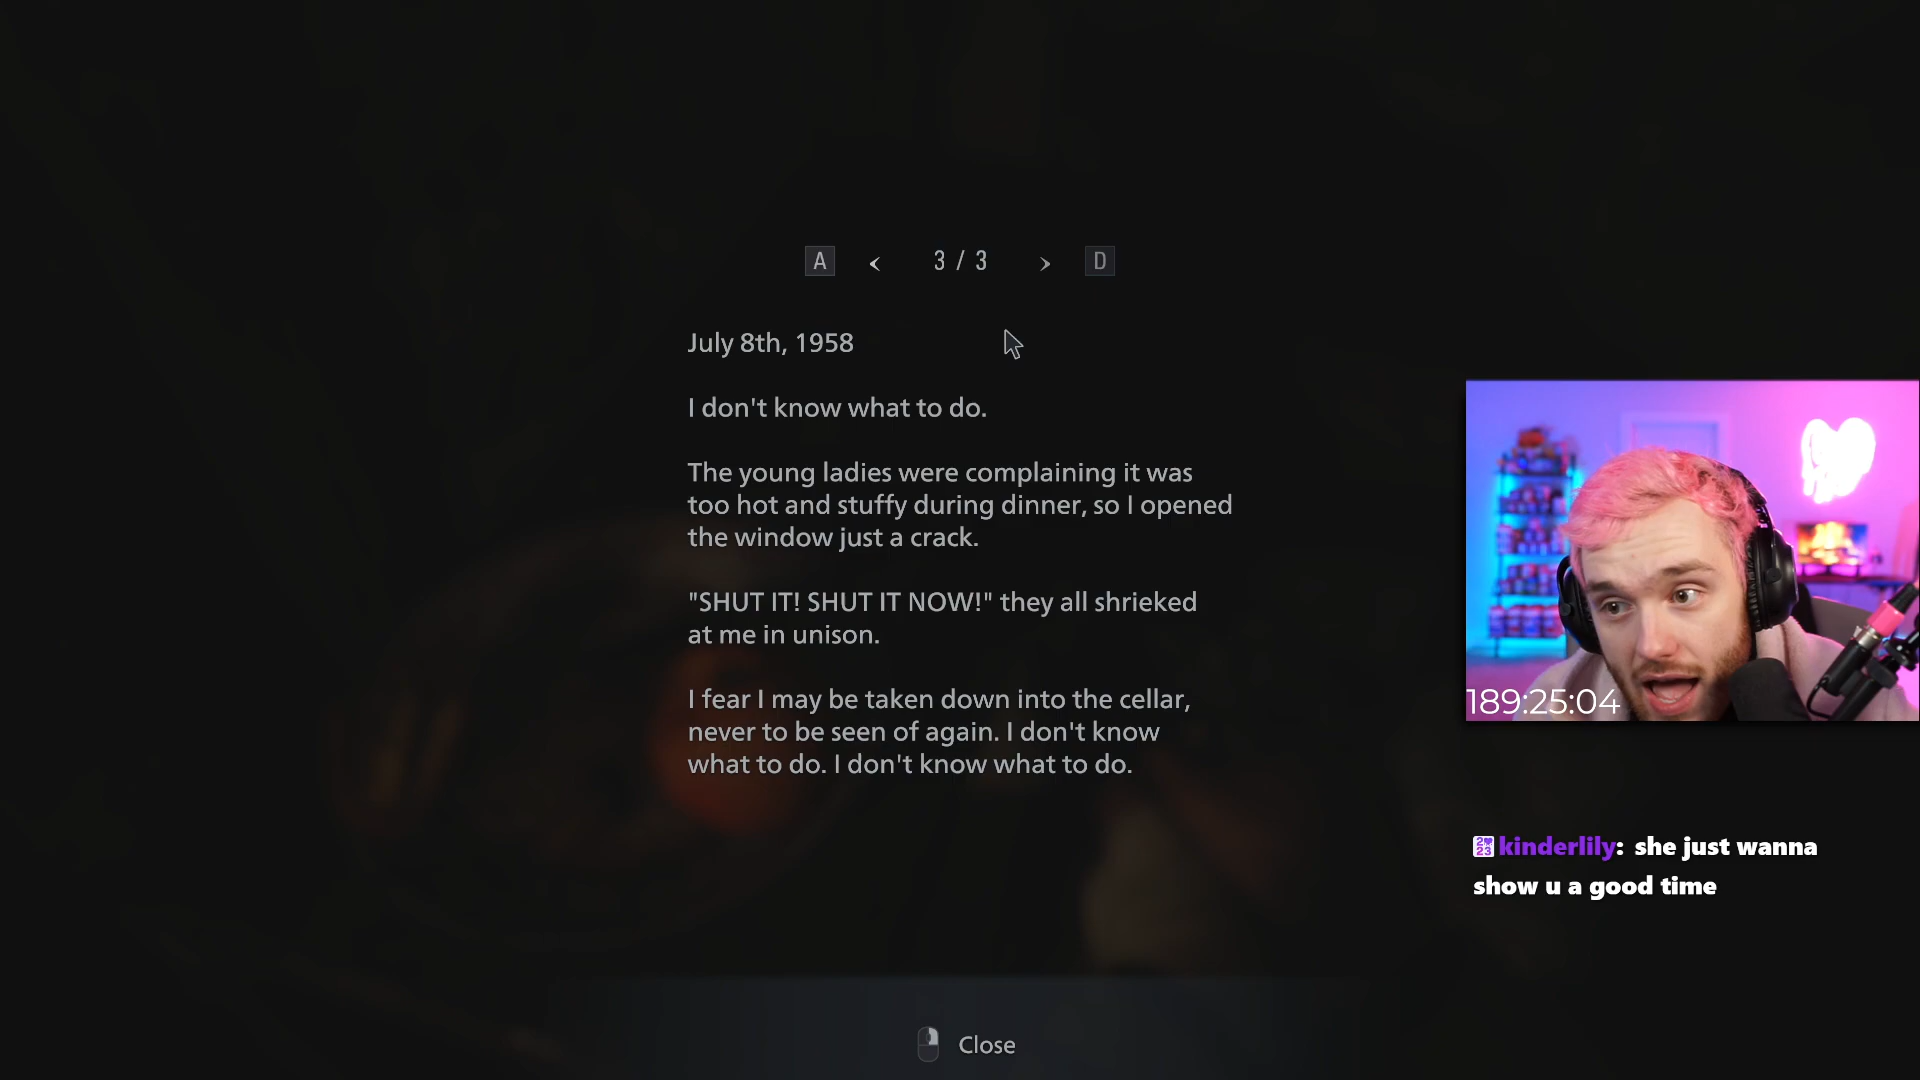 A < 3 / 3 > D
July 8th, 1958
I don't know what to do.
The young ladies were complaining it was
too hot and stuffy during dinner, so I opened
the window just a crack.
"SHUT IT! SHUT IT NOW!" they all shrieked
at me in unison.
I fear I may be taken down into the cellar,
never to be seen of again. I don't know
what to do. I don't know what to do.
189:25:04
kinderlily: she just wanna
show u a good time
Close